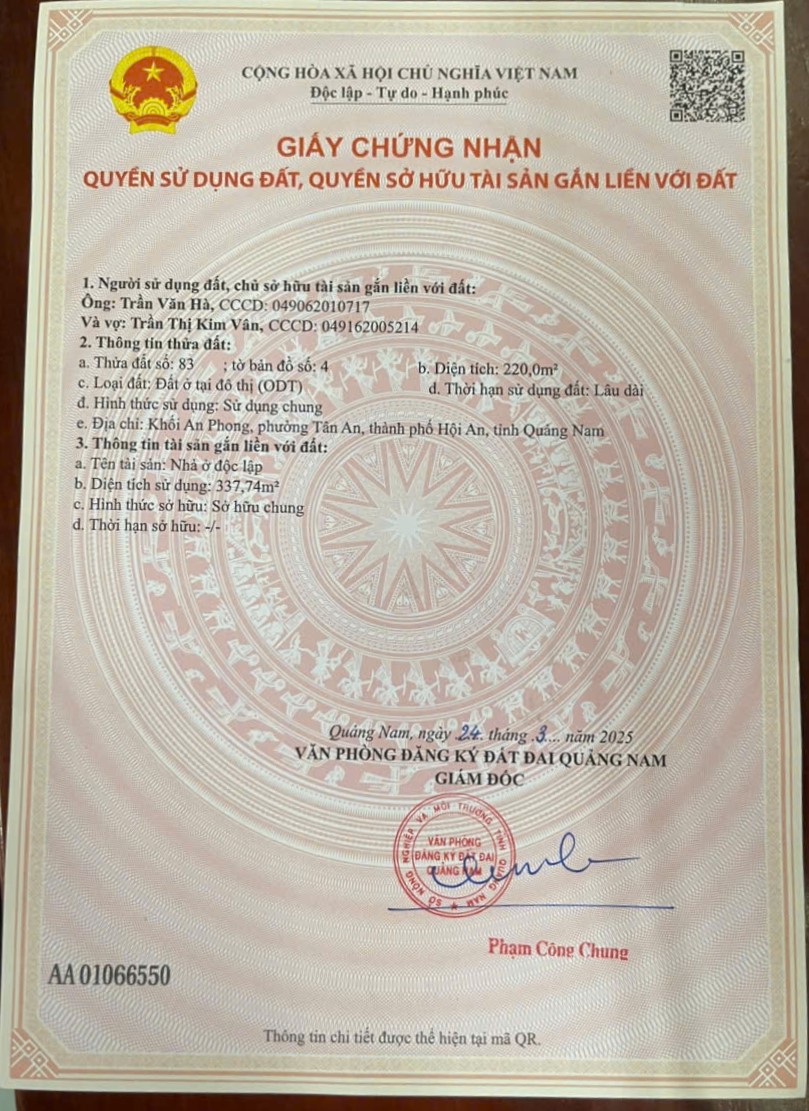 CỘNG HÒA XÃ HỘI CHỦ NGHĨA VIỆT NAM
Độc lập - Tự do - Hạnh phúc
GIẤY CHỨNG NHẬN
QUYỀN SỬ DỤNG ĐẤT, QUYỀN SỞ HỮU TÀI SẢN GẮN LIỀN VỚI ĐẤT
1. Người sử dụng đất, chủ sở hữu tài sản gắn liền với đất:
Ông: Trần Văn Hà, CCCD: 049062010717
Và vợ: Trần Thị Kim Vân, CCCD: 049162005214
2. Thông tin thửa đất:
a. Thửa đất số: 83 ; tờ bản đồ số: 4 b. Diện tích: 220,0m²
c. Loại đất: Đất ở tại đô thị (ODT) d. Thời hạn sử dụng đất: Lâu dài
đ. Hình thức sử dụng: Sử dụng chung
e. Địa chỉ: Khối An Phong, phường Tân An, thành phố Hội An, tỉnh Quảng Nam
3. Thông tin tài sản gắn liền với đất:
a. Tên tài sản: Nhà ở độc lập
b. Diện tích sử dụng: 337,74m²
c. Hình thức sở hữu: Sở hữu chung
d. Thời hạn sở hữu: -/-
Quảng Nam, ngày 24 tháng 3 năm 2025
VĂN PHÒNG ĐĂNG KÝ ĐẤT ĐAI QUẢNG NAM
GIÁM ĐỐC
SỞ NÔNG NGHIỆP VÀ MÔI TRƯỜNG TỈNH QUẢNG NAM
VĂN PHÒNG
ĐĂNG KÝ ĐẤT ĐAI
QUẢNG NAM
Phạm Công Chung
AA 01066550
Thông tin chi tiết được thể hiện tại mã QR.